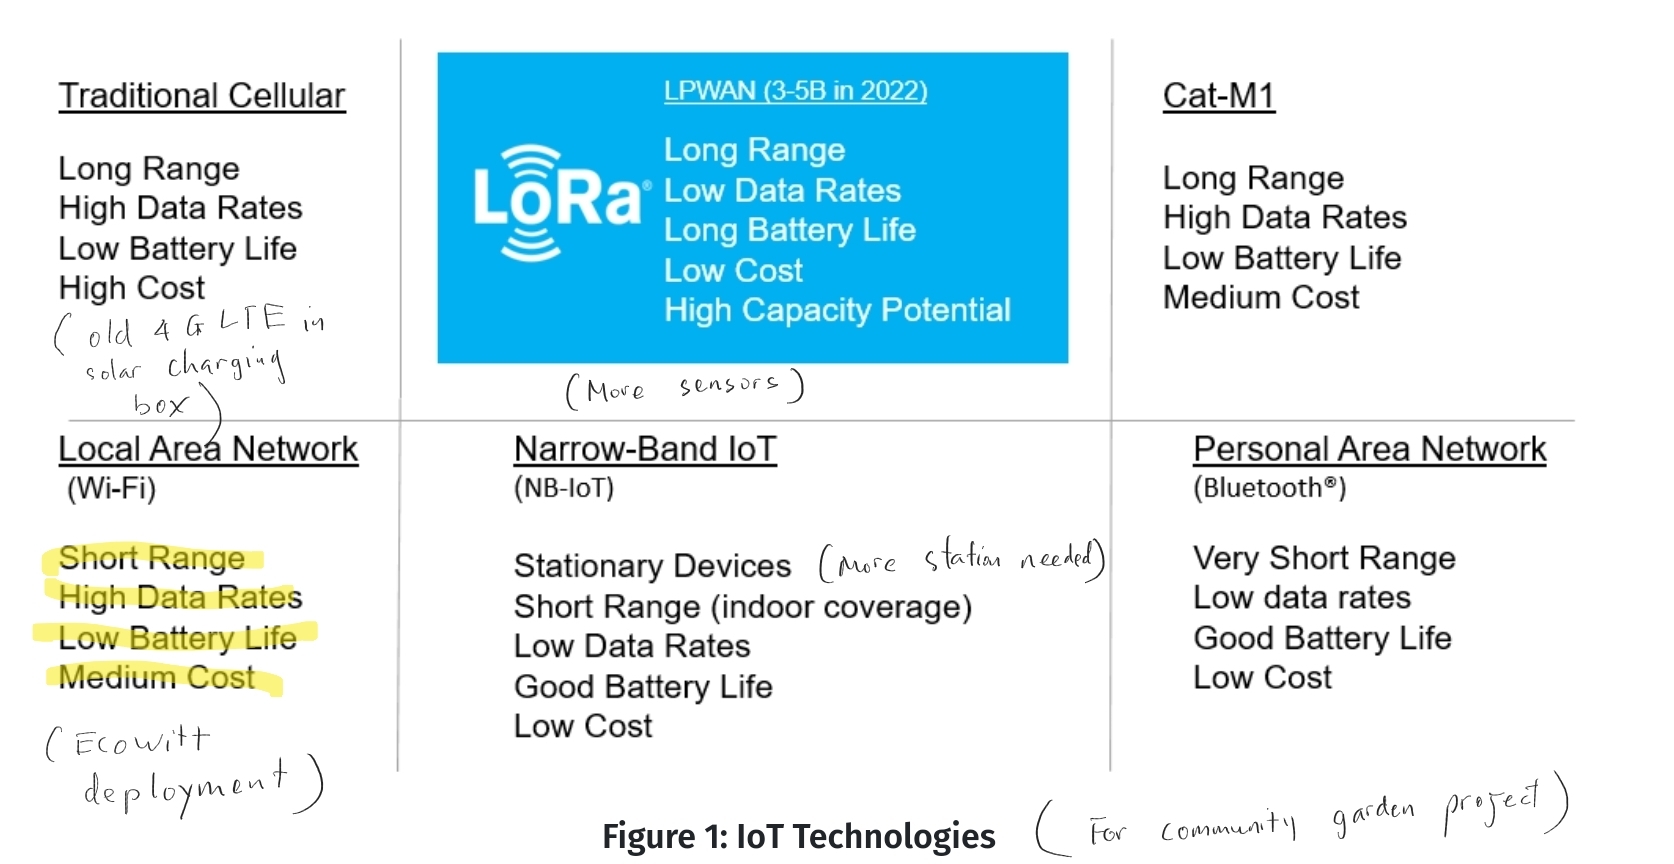 Traditional Cellular
Long Range
High Data Rates
Low Battery Life
High Cost
(old 4G LTE in
solar charging
box)
LoRa®
LPWAN (3-5B in 2022)
Long Range
Low Data Rates
Long Battery Life
Low Cost
High Capacity Potential
(More sensors)
Cat-M1
Long Range
High Data Rates
Low Battery Life
Medium Cost
Local Area Network
(Wi-Fi)
Short Range
High Data Rates
Low Battery Life
Medium Cost
(Ecowitt
deployment)
Narrow-Band IoT
(NB-IoT)
Stationary Devices (More station needed)
Short Range (indoor coverage)
Low Data Rates
Good Battery Life
Low Cost
Personal Area Network
(Bluetooth®)
Very Short Range
Low data rates
Good Battery Life
Low Cost
Figure 1: IoT Technologies (For community garden project)